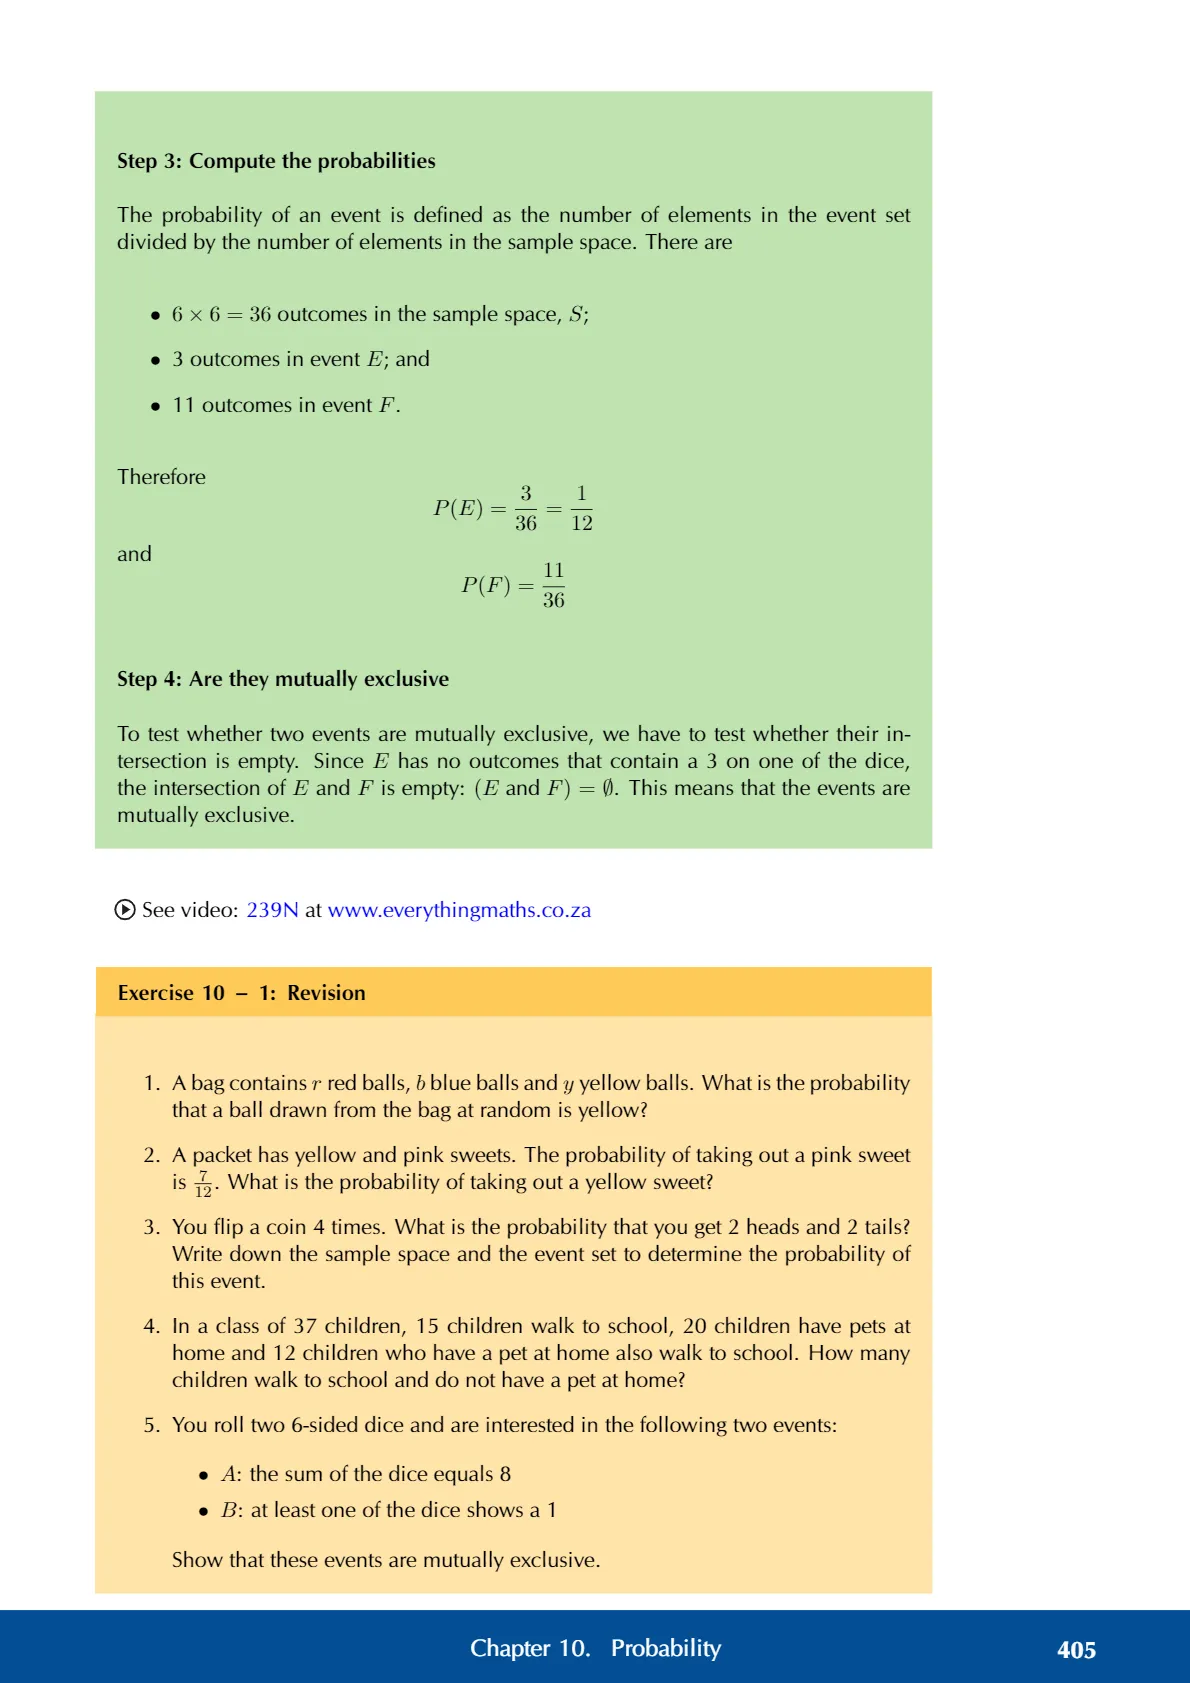 Step 3: Compute the probabilities
The probability of an event is defined as the number of elements in the event set
divided by the number of elements in the sample space. There are
• 6 × 6 = 36 outcomes in the sample space, S;
• 3 outcomes in event E; and
• 11 outcomes in event F.
Therefore
P(E) = 3/36 = 1/12
and
P(F) = 11/36
Step 4: Are they mutually exclusive
To test whether two events are mutually exclusive, we have to test whether their in-
tersection is empty. Since E has no outcomes that contain a 3 on one of the dice,
the intersection of E and F is empty: (E and F) = ∅. This means that the events are
mutually exclusive.
See video: 239N at www.everythingmaths.co.za
Exercise 10 – 1: Revision
1. A bag contains r red balls, b blue balls and y yellow balls. What is the probability
that a ball drawn from the bag at random is yellow?
2. A packet has yellow and pink sweets. The probability of taking out a pink sweet
is 7/12. What is the probability of taking out a yellow sweet?
3. You flip a coin 4 times. What is the probability that you get 2 heads and 2 tails?
Write down the sample space and the event set to determine the probability of
this event.
4. In a class of 37 children, 15 children walk to school, 20 children have pets at
home and 12 children who have a pet at home also walk to school. How many
children walk to school and do not have a pet at home?
5. You roll two 6-sided dice and are interested in the following two events:
• A: the sum of the dice equals 8
• B: at least one of the dice shows a 1
Show that these events are mutually exclusive.
Chapter 10. Probability
405